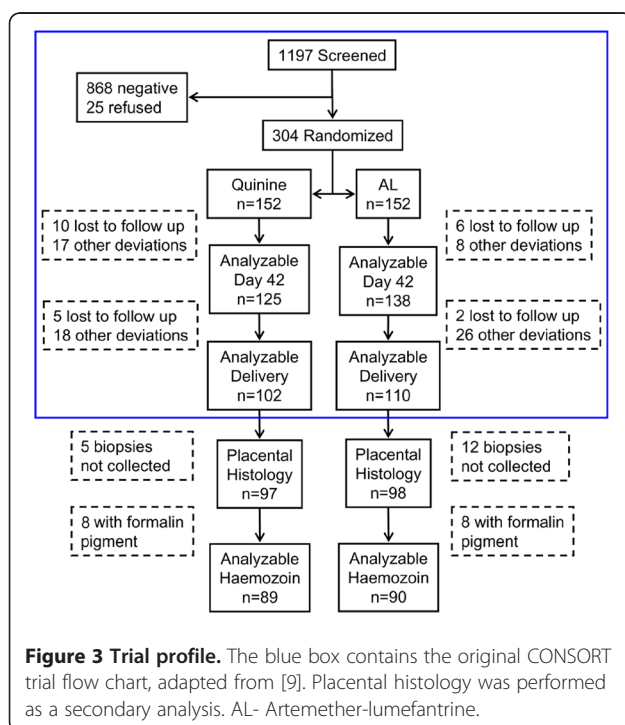 1197 Screened
868 negative
25 refused
304 Randomized
Quinine
n=152
AL
n=152
10 lost to follow up
17 other deviations
6 lost to follow up
8 other deviations
Analyzable
Day 42
n=125
Analyzable
Day 42
n=138
5 lost to follow up
18 other deviations
2 lost to follow up
26 other deviations
Analyzable
Delivery
n=102
Analyzable
Delivery
n=110
5 biopsies
not collected
12 biopsies
not collected
Placental
Histology
n=97
Placental
Histology
n=98
8 with formalin
pigment
8 with formalin
pigment
Analyzable
Haemozoin
n=89
Analyzable
Haemozoin
n=90
Figure 3 Trial profile. The blue box contains the original CONSORT
trial flow chart, adapted from [9]. Placental histology was performed
as a secondary analysis. AL- Artemether-lumefantrine.